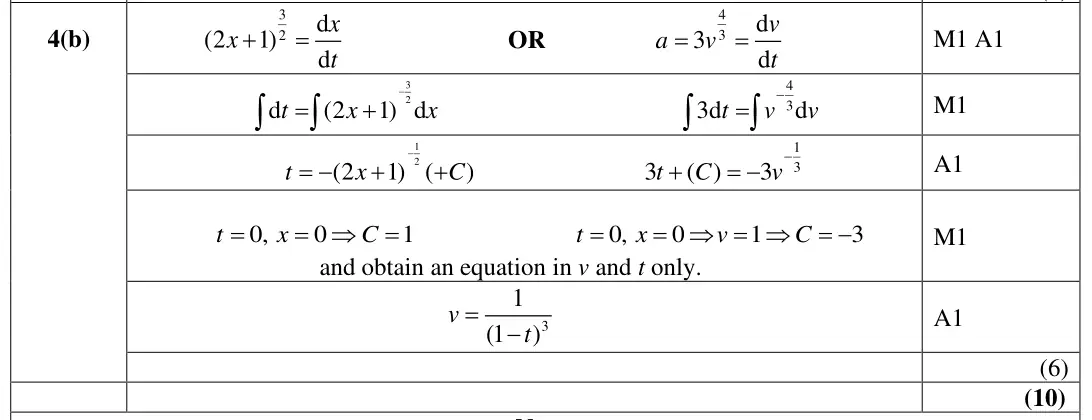 4(b) (2x+1)^{3/2} = dx/dt OR a = 3v^{4/3} = dv/dt M1 A1
∫dt = ∫(2x+1)^{-3/2} dx ∫3dt = ∫v^{-4/3}dv M1
t = −(2x+1)^{-1/2} (+C) 3t + (C) = −3v^{-1/3} A1
t = 0, x = 0 ⇒ C = 1 t = 0, x = 0 ⇒ v = 1 ⇒ C = −3 M1
and obtain an equation in v and t only.
v = 1/(1−t)^3 A1
(6)
(10)